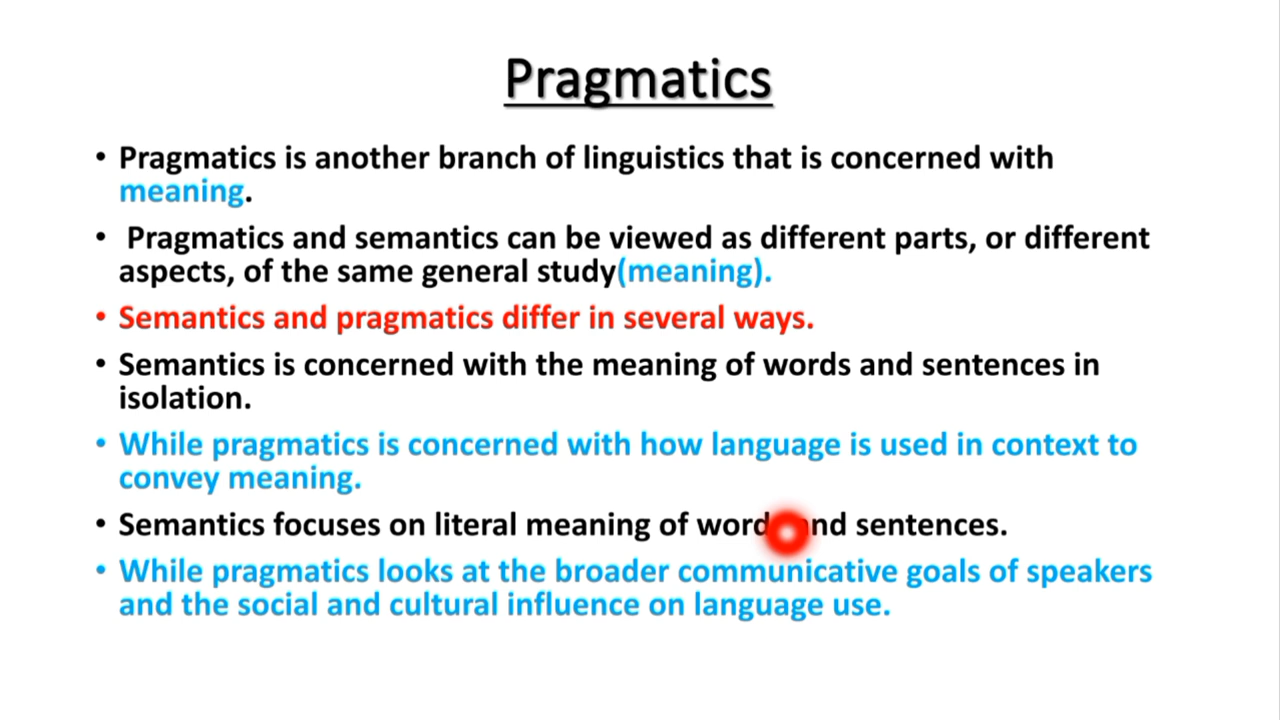 Pragmatics
• Pragmatics is another branch of linguistics that is concerned with
meaning.
• Pragmatics and semantics can be viewed as different parts, or different
aspects, of the same general study(meaning).
• Semantics and pragmatics differ in several ways.
• Semantics is concerned with the meaning of words and sentences in
isolation.
• While pragmatics is concerned with how language is used in context to
convey meaning.
• Semantics focuses on literal meaning of words and sentences.
• While pragmatics looks at the broader communicative goals of speakers
and the social and cultural influence on language use.